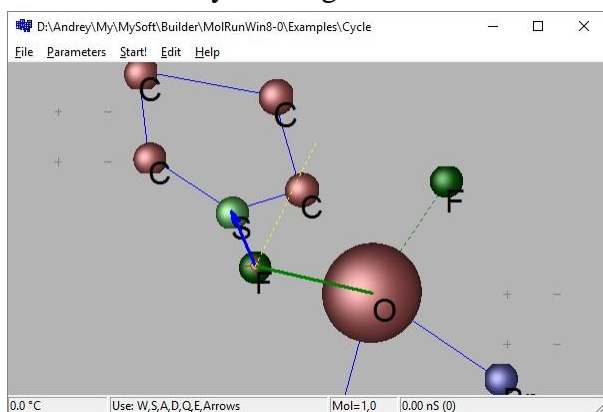 D:\Andrey\My\MySoft\Builder\MolRunWin8-0\Examples\Cycle
File Parameters Start! Edit Help
C
C
C
C
S
F
F
O
0.0 °C Use: W,S,A,D,Q,E,Arrows Mol=1,0 0.00 nS (0)